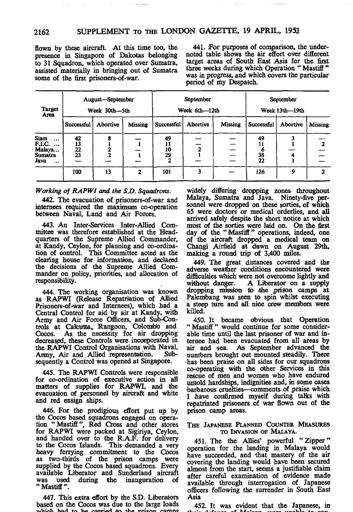 2162 SUPPLEMENT TO THE LONDON GAZETTE, 19 APRIL, 1951
flown by these aircraft. At this time too, the
presence in Singapore of Dakotas belonging
to 31 Squadron, which operated over Sumatra,
assisted materially in bringing out of Sumatra
some of the first prisoners-of-war.
441. For purposes of comparison, the under-
noted table shows the air effort over different
target areas of South East Asia for the first
three weeks during which Operation " Mastiff "
was in progress, and which covers the particular
period of my Despatch.
Target Area
August—September Week 30th—5th
September Week 6th—12th
September Week 13th—19th
Successful Abortive Missing Successful Abortive Missing Successful Abortive Missing
Siam ... 42 8 — 49 — — 49 3 —
F.I.C. ... 13 1 1 11 — — 11 1 2
Malaya... 22 2 — 10 2 — 6 — —
Sumatra 23 2 1 29 1 — 38 4 —
Java ... — — — 2 — — 22 1 —
100 13 2 101 3 — 126 9 2
Working of RAPWI and the S.D. Squadrons.
442. The evacuation of prisoners-of-war and
internees required the maximum co-operation
between Naval, Land and Air Forces.
443. An Inter-Services Inter-Allied Com-
mittee was therefore established at the Head-
quarters of the Supreme Allied Commander,
at Kandy, Ceylon, for planning and co-ordina-
tion of control. This Committee acted as the
clearing house for information, and declared
the decisions of the Supreme Allied Com-
mander on policy, priorities, and allocation of
responsibility.
444. The working organisation was known
as RAPWI (Release Repatriation of Allied
Prisoners-of-war and Internees), which had a
Central Control for aid by air at Kandy, with
Army and Air Force Officers, and Sub-Con-
trols at Calcutta, Rangoon, Colombo and
Cocos. As the necessity for air dropping
decreased, these Controls were incorporated in
the RAPWI Control Organisations with Naval,
Army, Air and Allied representation. Sub-
sequently a Control was opened at Singapore.
445. The RAPWI Controls were responsible
for co-ordination of executive action in all
matters of supplies for RAPWI, and the
evacuation of personnel by aircraft and white
and red ensign ships.
446. For the prodigious effort put up by
the Cocos based squadrons engaged on opera-
tion " Mastiff ", Red Cross and other stores
for RAPWI were packed at Sigiriya, Ceylon,
and handed over to the R.A.F. for delivery
to the Cocos Islands. This demanded a very
heavy ferrying commitment to the Cocos
as two-thirds of the prison camps were
supplied by the Cocos based squadrons. Every
available Liberator and Sunderland aircraft
was used during the inauguration of
" Mastiff ".
447. This extra effort by the S.D. Liberators
based on Cocos was due to the large loads
which had to be carried to the prison camps
widely differing dropping zones throughout
Malaya, Sumatra and Java. Ninety-five per-
sonnel were dropped on these sorties, of which
65 were doctors or medical orderlies, and all
arrived safely despite the short notice at which
most of the sorties were laid on. On the first
day of the " Mastiff " operations, indeed, one
of the aircraft dropped a medical team on
Changi Airfield at dawn on August 29th,
making a round trip of 3,400 miles.
449. The great distances covered and the
adverse weather conditions encountered were
difficulties which were not overcome lightly and
without danger. A Liberator on a supply
dropping mission to the prison camps at
Palembang was seen to spin whilst executing
a steep turn and all nine crew members were
killed.
450. It became obvious that Operation
" Mastiff " would continue for some consider-
able time until the last prisoner of war and in-
ternee had been evacuated from all areas by
air and sea. As September advanced the
numbers brought out mounted steadily. There
has been praise on all sides for our squadrons
co-operating with the other Services in this
rescue of men and women who have endured
untold hardships, indignities and, in some cases
barbarous cruelties—comments of praise which
I have confirmed myself during talks with
repatriated prisoners of war flown out of the
prison camp areas.
THE JAPANESE PLANNED COUNTER MEASURES
TO INVASION OF MALAYA.
451. The the Allies' powerful " Zipper "
operation for the landing in Malaya would
have succeeded, and that mastery of the air
covering the landing would have been secured
almost from the start, seems a justifiable claim
after careful examination of evidence made
available through interrogation of Japanese
officers following the surrender in South East
Asia
452. It was evident that the Japanese, in